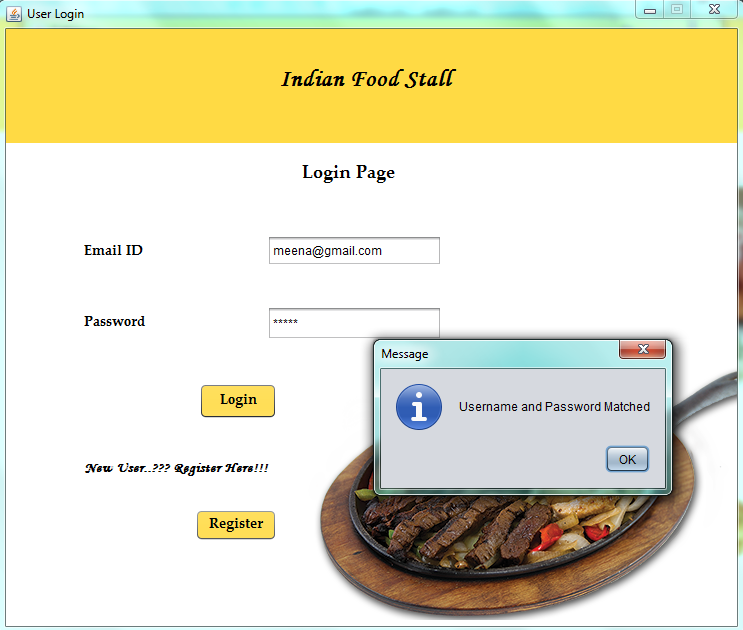 User Login
Indian Food Stall
Login Page
Email ID
meena@gmail.com
Password
*****
Message
Username and Password Matched
OK
Login
New User..??? Register Here!!!
Register